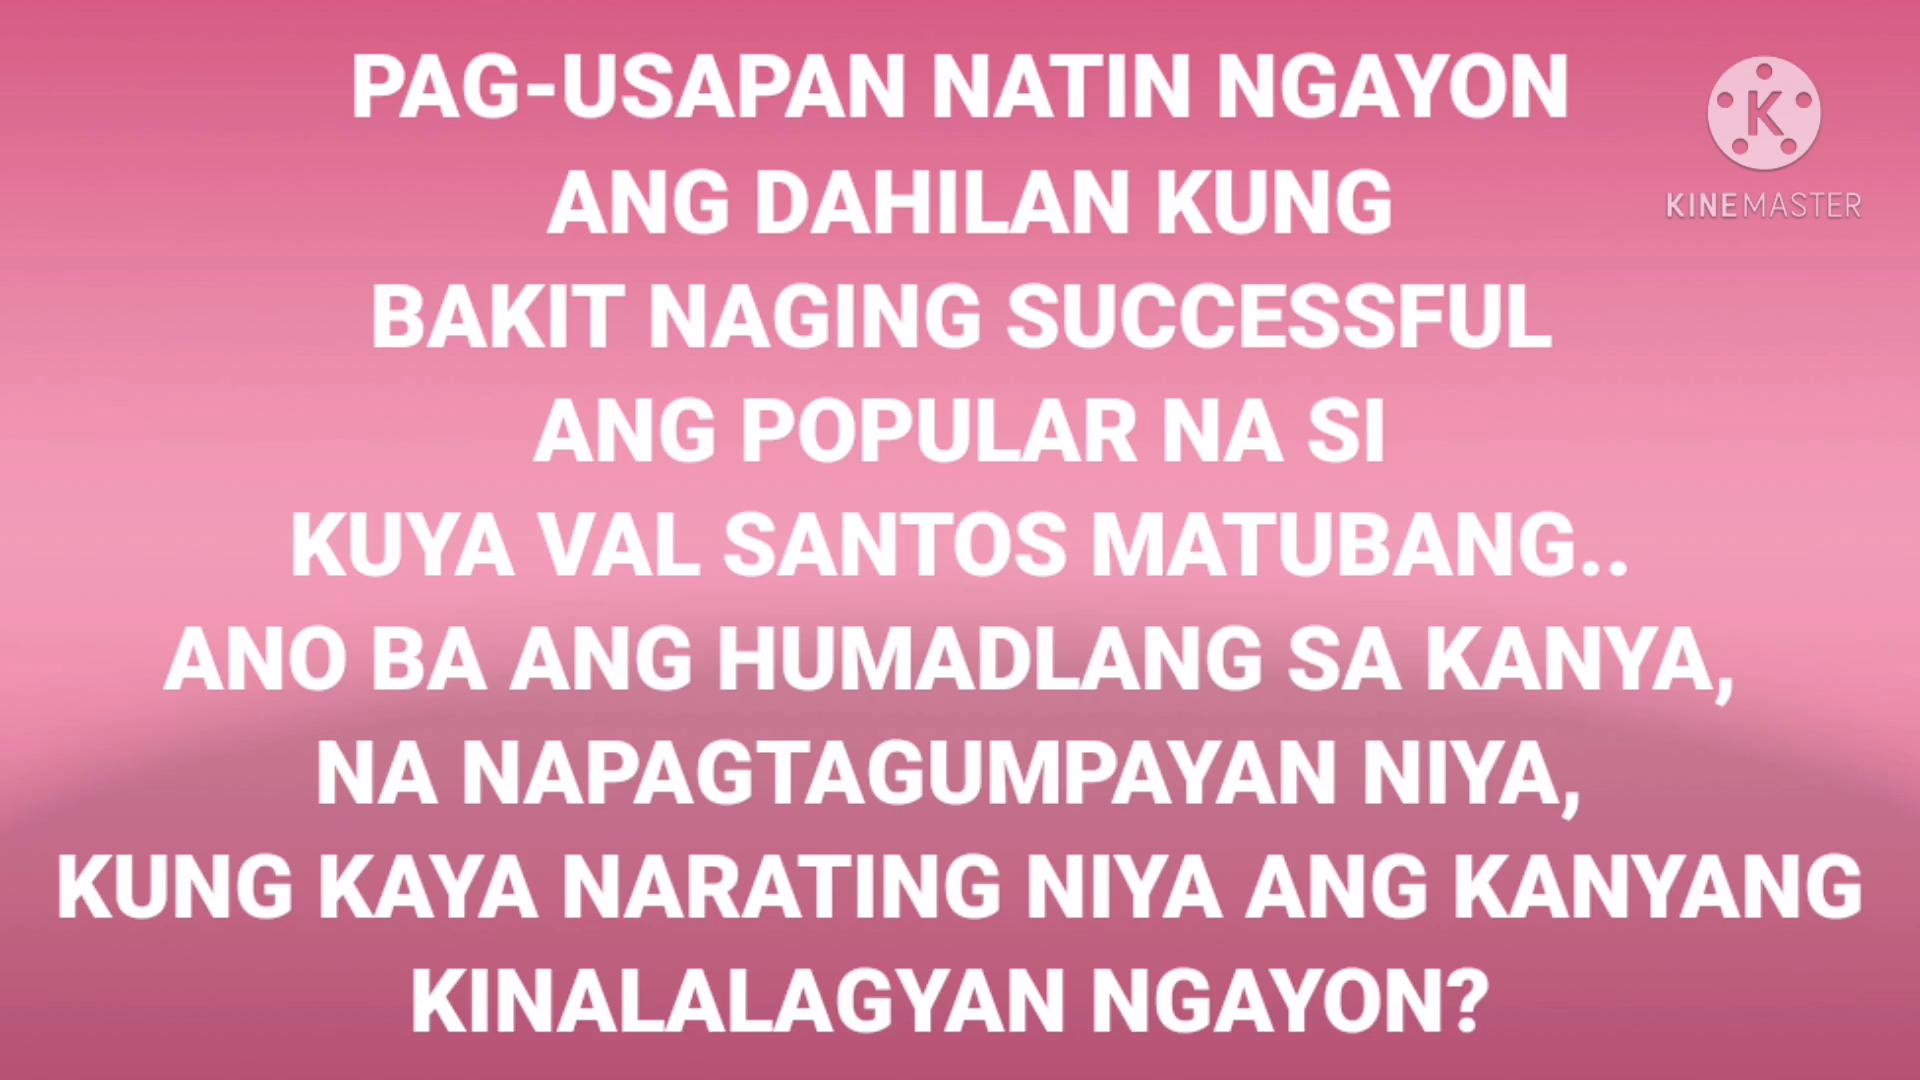 PAG-USAPAN NATIN NGAYON
ANG DAHILAN KUNG
BAKIT NAGING SUCCESSFUL
ANG POPULAR NA SI
KUYA VAL SANTOS MATUBANG..
ANO BA ANG HUMADLANG SA KANYA,
NA NAPAGTAGUMPAYAN NIYA,
KUNG KAYA NARATING NIYA ANG KANYANG
KINALALAGYAN NGAYON?
K
KINEMASTER